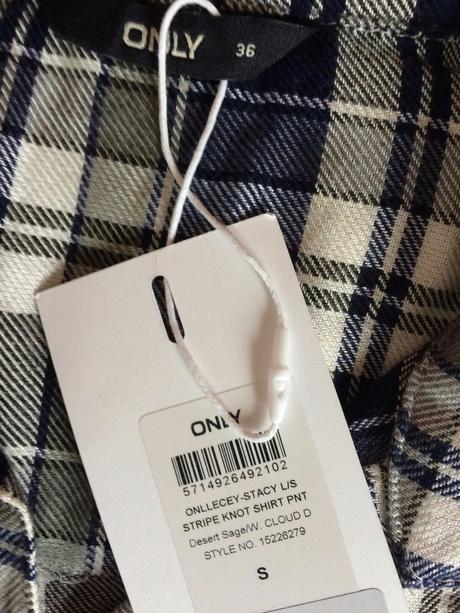 ONLY 36
ONLY
5714926492102
ONLLECEY-STACY L/S
STRIPE KNOT SHIRT PNT
Desert Sage/W. CLOUD D
STYLE NO. 15226279
S